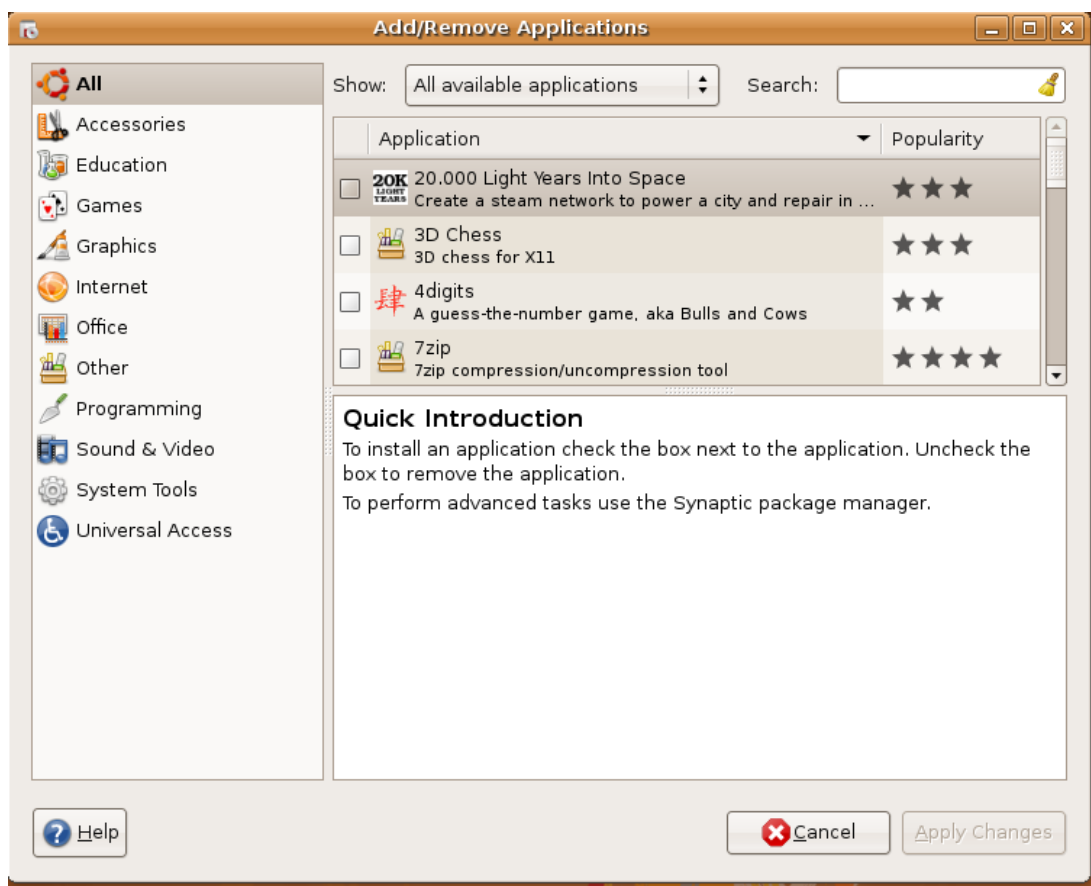 Add/Remove Applications
All
Accessories
Education
Games
Graphics
Internet
Office
Other
Programming
Sound & Video
System Tools
Universal Access
Show: All available applications Search:
Application Popularity
20K LIGHT YEARS
20.000 Light Years Into Space
Create a steam network to power a city and repair in ...
3D Chess
3D chess for X11
肆
4digits
A guess-the-number game, aka Bulls and Cows
7zip
7zip compression/uncompression tool
Quick Introduction
To install an application check the box next to the application. Uncheck the
box to remove the application.
To perform advanced tasks use the Synaptic package manager.
Help Cancel Apply Changes